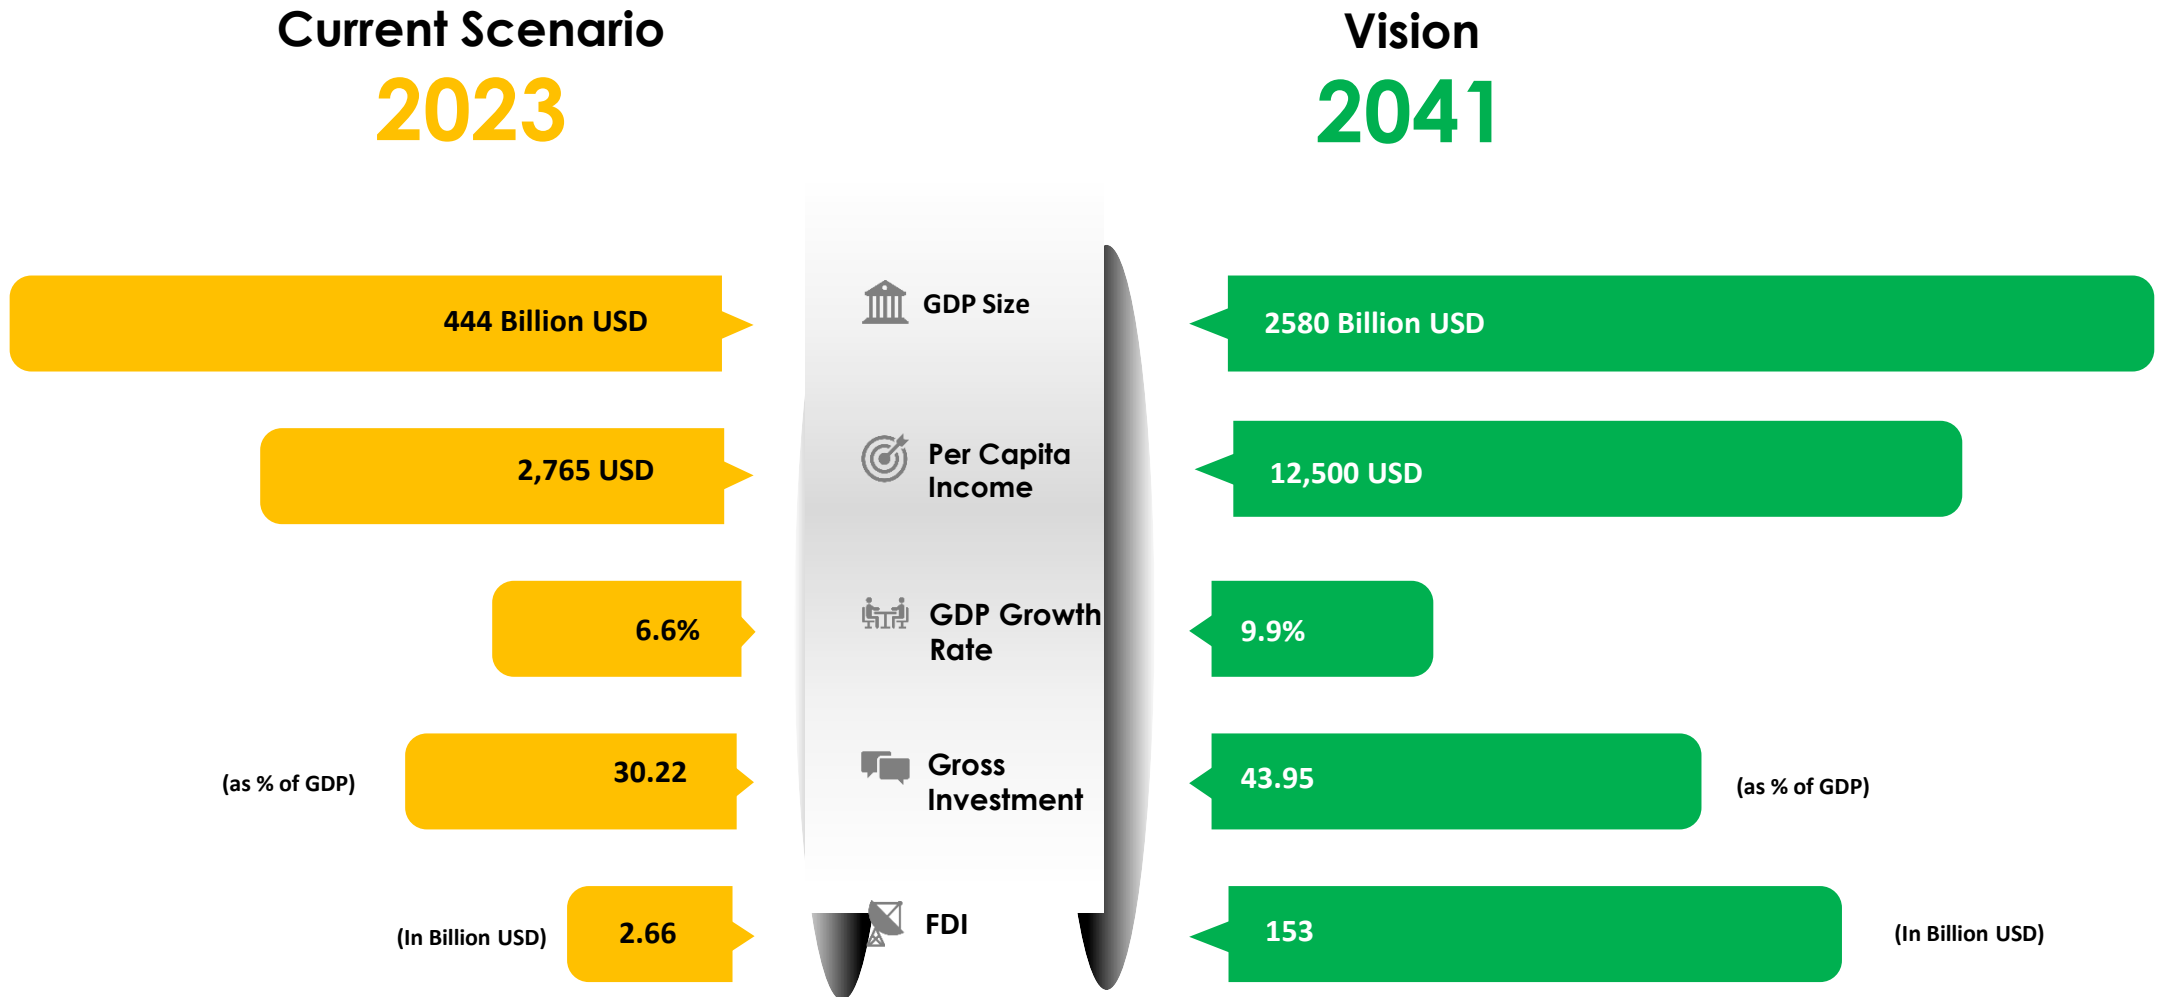 Current Scenario
2023
Vision
2041
444 Billion USD
GDP Size
2580 Billion USD
2,765 USD
Per Capita
Income
12,500 USD
6.6%
GDP Growth
Rate
9.9%
(as % of GDP)
30.22
Gross
Investment
43.95
(as % of GDP)
(In Billion USD)
2.66
FDI
153
(In Billion USD)